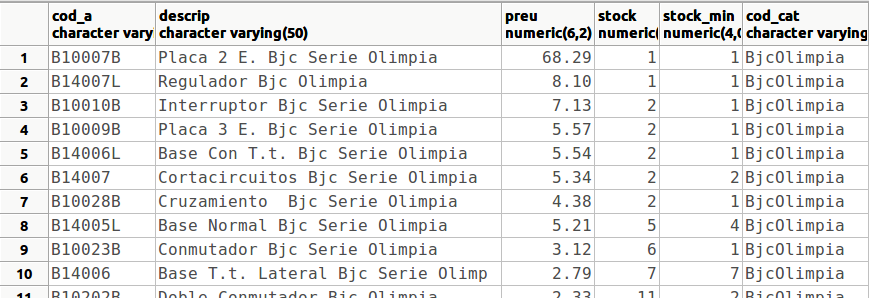 cod_a descrip preu stock stock_min cod_cat
character vary character varying(50) numeric(6,2) numeric( numeric(4,0 character varying
1 B10007B Placa 2 E. Bjc Serie Olimpia 68.29 1 1 BjcOlimpia
2 B14007L Regulador Bjc Olimpia 8.10 1 1 BjcOlimpia
3 B10010B Interruptor Bjc Serie Olimpia 7.13 2 1 BjcOlimpia
4 B10009B Placa 3 E. Bjc Serie Olimpia 5.57 2 1 BjcOlimpia
5 B14006L Base Con T.t. Bjc Serie Olimpia 5.54 2 1 BjcOlimpia
6 B14007 Cortacircuitos Bjc Serie Olimpia 5.34 2 2 BjcOlimpia
7 B10028B Cruzamiento  Bjc Serie Olimpia 4.38 2 1 BjcOlimpia
8 B14005L Base Normal Bjc Serie Olimpia 5.21 5 4 BjcOlimpia
9 B10023B Conmutador Bjc Serie Olimpia 3.12 6 1 BjcOlimpia
10 B14006 Base T.t. Lateral Bjc Serie Olimp 2.79 7 7 BjcOlimpia
11 B10202B Doble Conmutador Bjc Serie Olimpia 2.33 11 2 BjcOlimpia